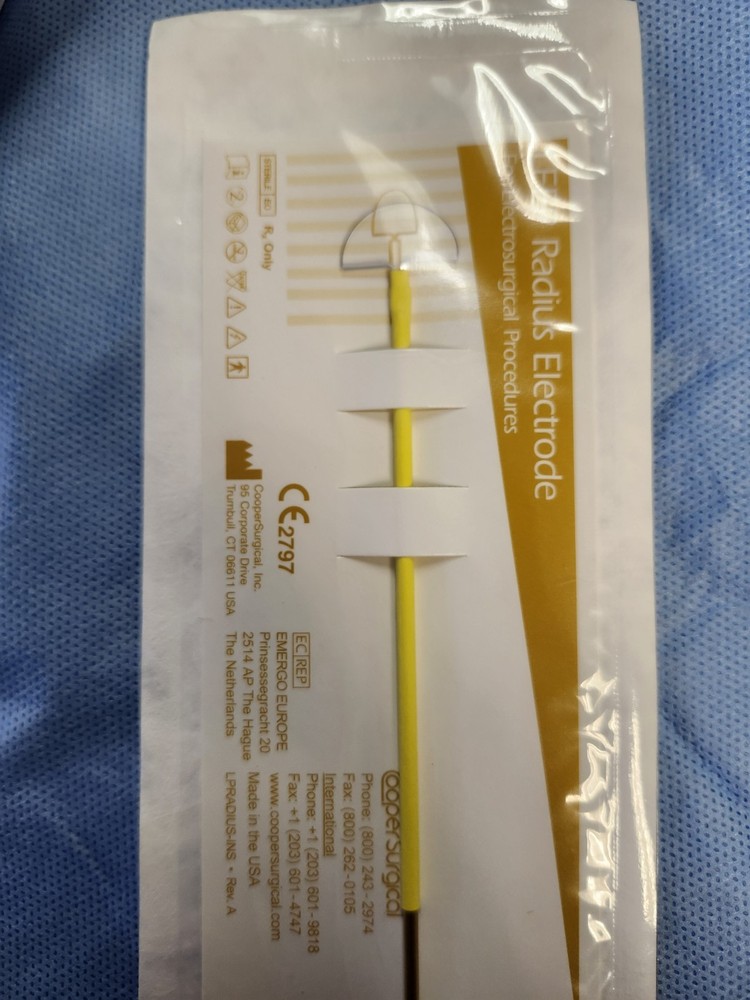 Radius Electrode
Electrosurgical Procedures
STERILE EO
Rx Only
2
CE2797
CooperSurgical, Inc.
95 Corporate Drive
Trumbull, CT 06611 USA
EC REP
EMERGO EUROPE
Prinsessegracht 20
2514 AP The Hague
The Netherlands
CooperSurgical
Phone: (800) 243-2974
Fax: (800) 262-0105
International
Phone: +1 (203) 601-9818
Fax: +1 (203) 601-4747
www.coopersurgical.com
Made in the USA
LPRADIUS-INS • Rev. A